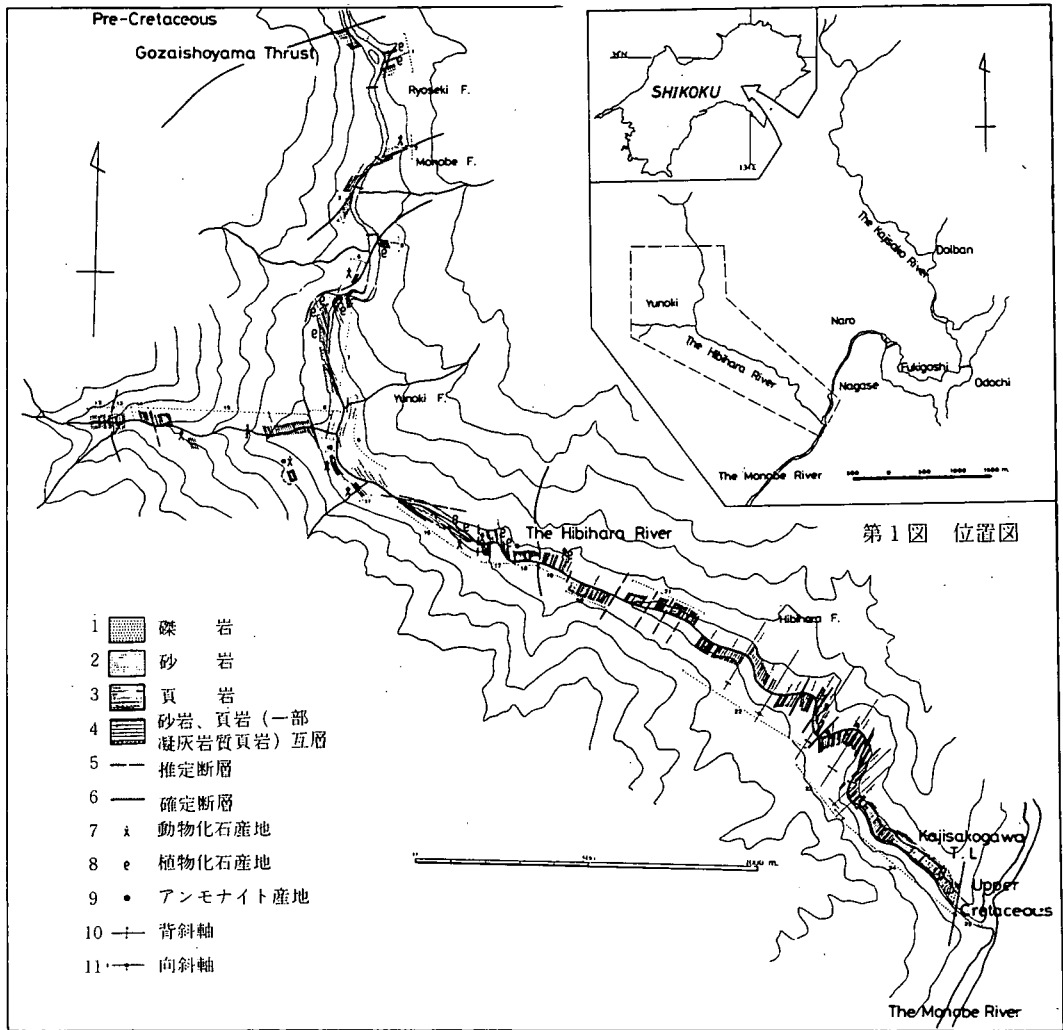 Pre-Cretaceous
Gozaishoyama Thrust
Ryoseki F.
Monobe F.
Yunoki F.
The Hibihara River
Hibihara F.
Kajisakogawa
T. L
Upper
Cretaceous
The Monobe River
SHIKOKU
The Kajisako River
Doiban
Yunoki
Naro
The Hibihara River
Fukigoshi
Odochi
Nagase
The Monobe River
500 0 500 1000 1500 m.
第1図 位置図
1 礫岩
2 砂岩
3 頁岩
4 砂岩、頁岩(一部
凝灰岩質頁岩)互層
5 推定断層
6 確定断層
7 動物化石産地
8 植物化石産地
9 アンモナイト産地
10 背斜軸
11 向斜軸